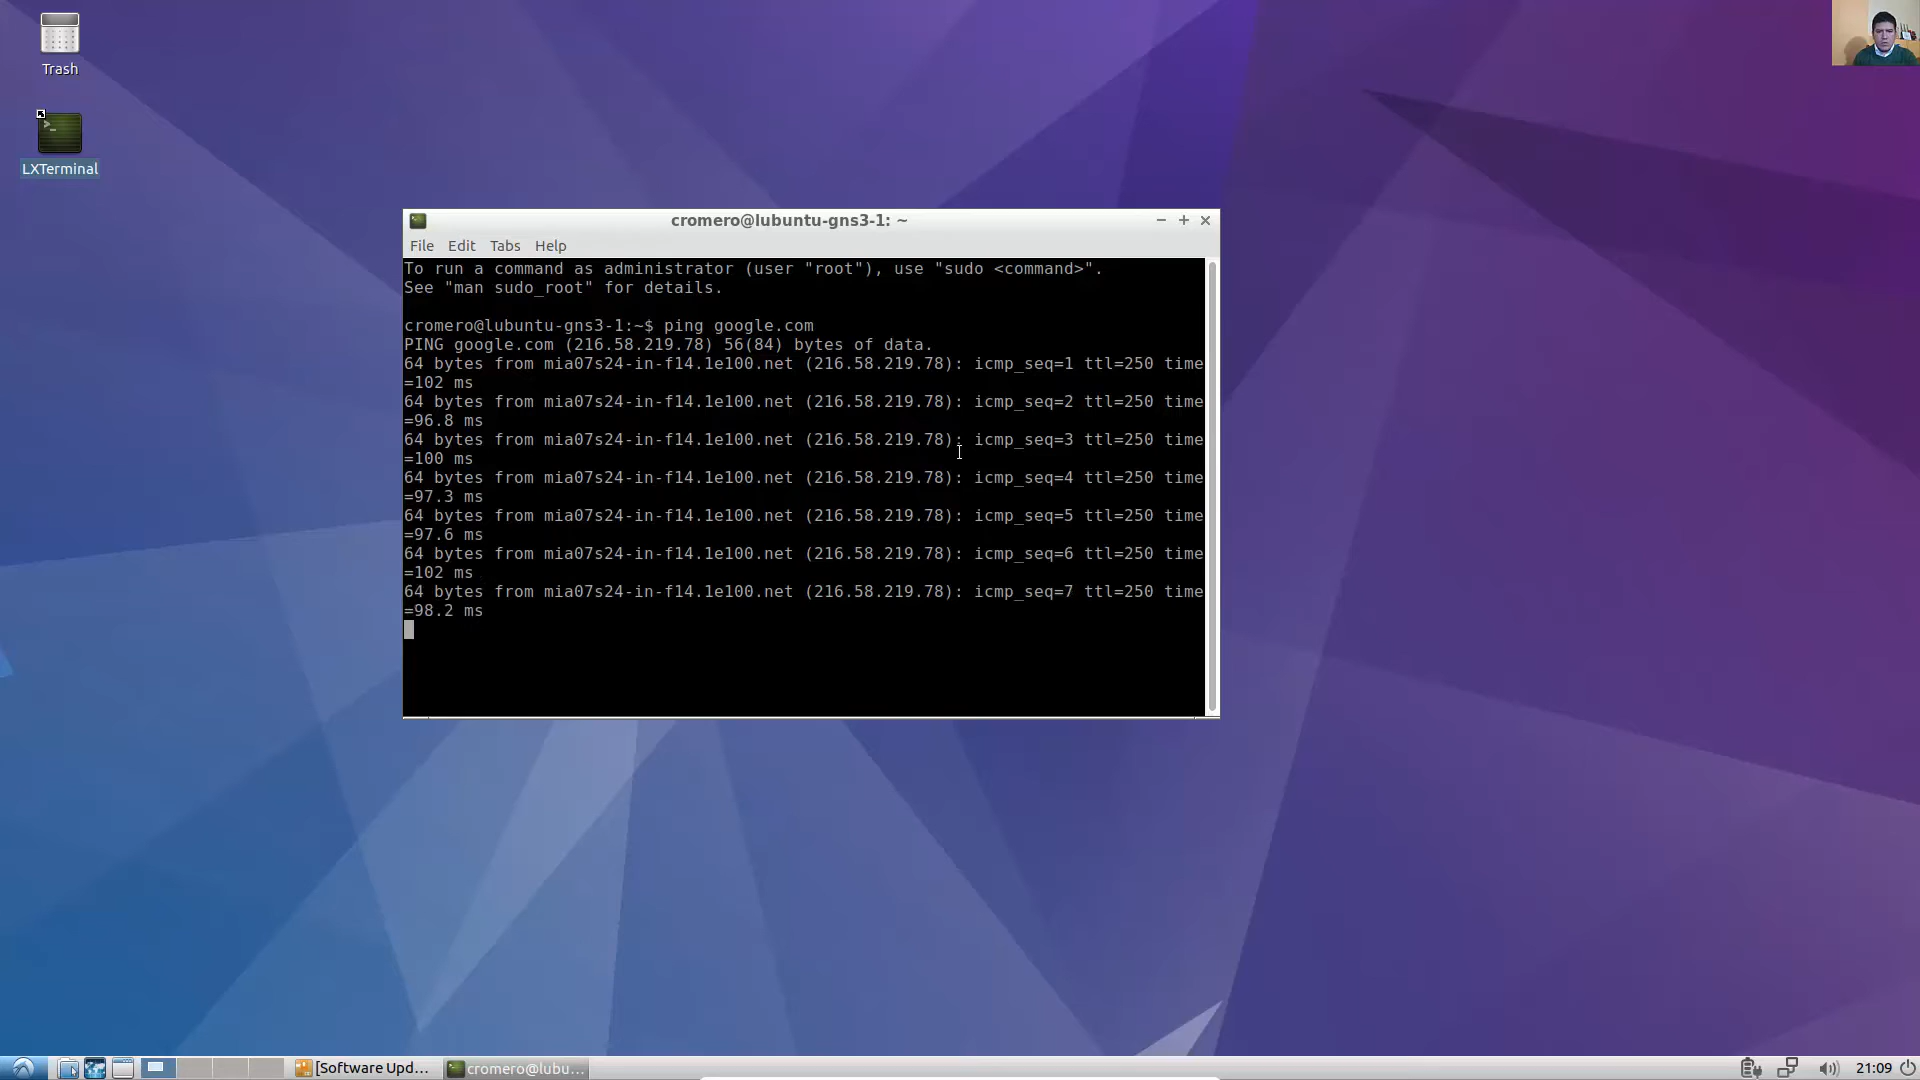 Trash
LXTerminal
cromero@lubuntu-gns3-1: ~
File Edit Tabs Help
To run a command as administrator (user "root"), use "sudo <command>".
See "man sudo_root" for details.
cromero@lubuntu-gns3-1:~$ ping google.com
PING google.com (216.58.219.78) 56(84) bytes of data.
64 bytes from mia07s24-in-f14.1e100.net (216.58.219.78): icmp_seq=1 ttl=250 time
=102 ms
64 bytes from mia07s24-in-f14.1e100.net (216.58.219.78): icmp_seq=2 ttl=250 time
=96.8 ms
64 bytes from mia07s24-in-f14.1e100.net (216.58.219.78): icmp_seq=3 ttl=250 time
=100 ms
64 bytes from mia07s24-in-f14.1e100.net (216.58.219.78): icmp_seq=4 ttl=250 time
=97.3 ms
64 bytes from mia07s24-in-f14.1e100.net (216.58.219.78): icmp_seq=5 ttl=250 time
=97.6 ms
64 bytes from mia07s24-in-f14.1e100.net (216.58.219.78): icmp_seq=6 ttl=250 time
=102 ms
64 bytes from mia07s24-in-f14.1e100.net (216.58.219.78): icmp_seq=7 ttl=250 time
=98.2 ms
[Software Upd... cromero@lubu... 21:09